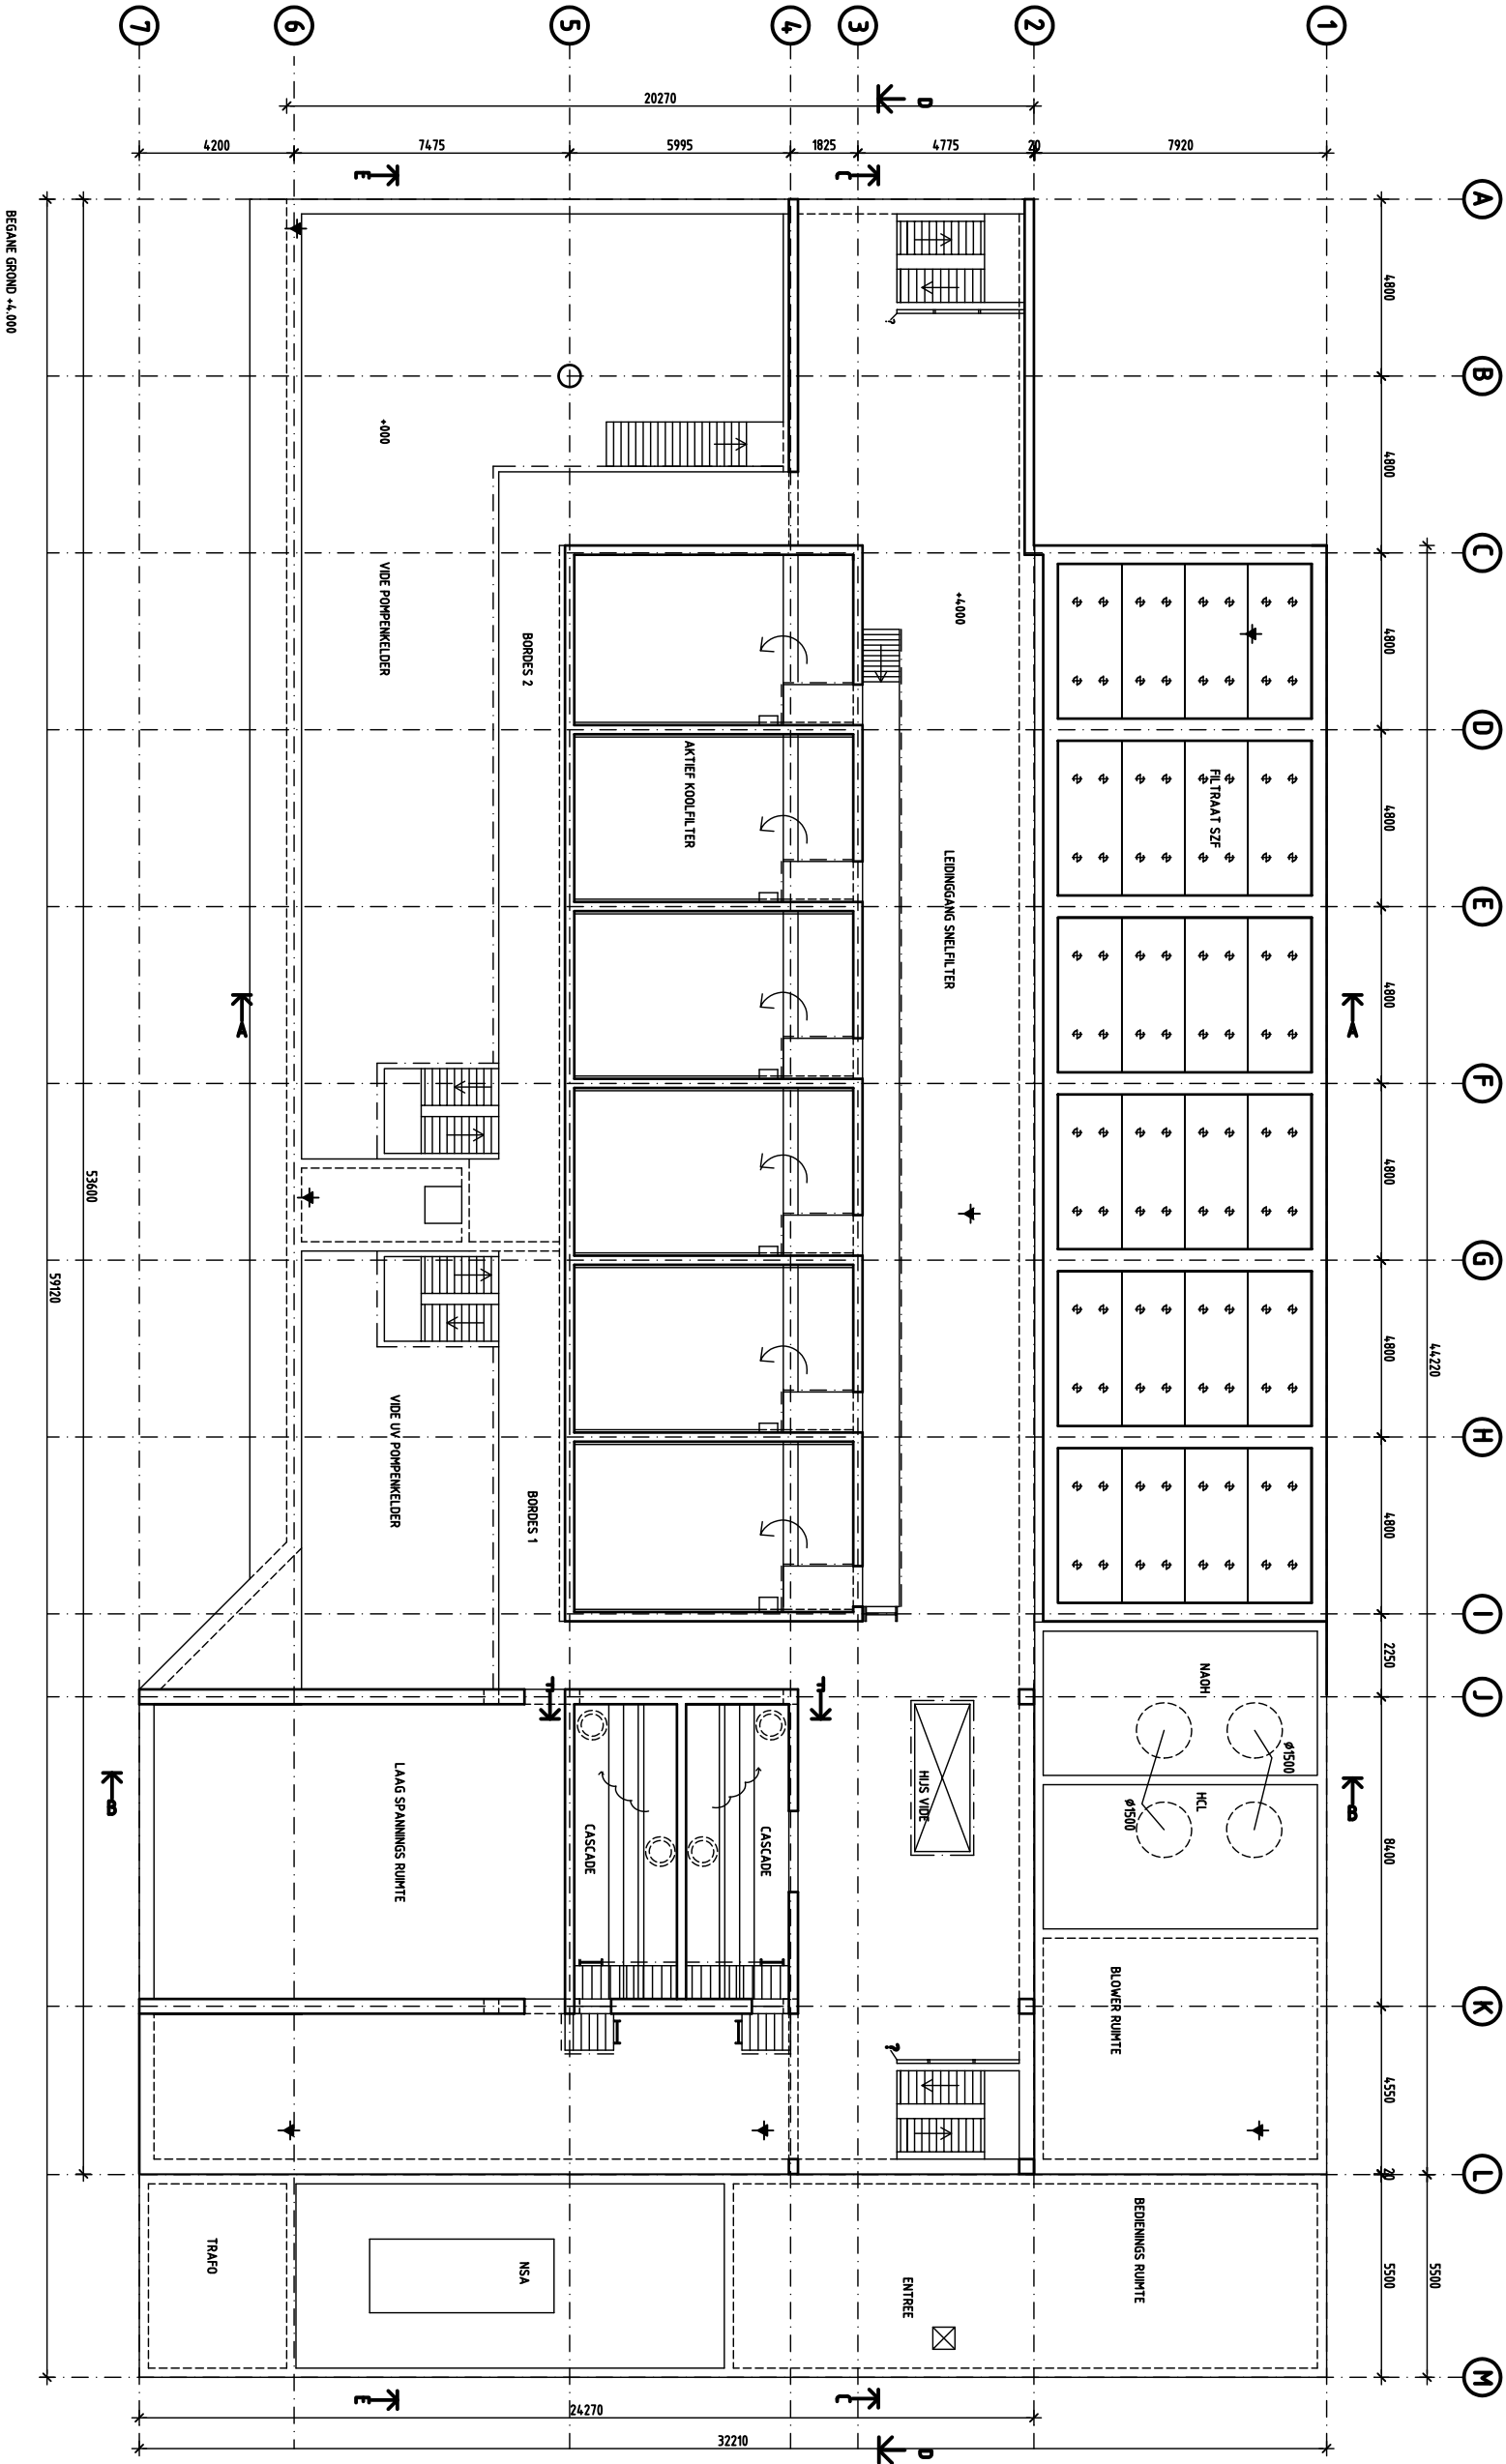 A
B
C
D
E
F
G
H
I
J
K
L
M
4800
4800
4800
4800
4800
4800
4800
4800
2250
8400
4550
20
5500
44220
5500
1
2
3
4
5
6
7
7920
20
4775
1825
5995
7475
4200
20270
D
C
E
A
B
FILTRAAT SZF
NAOH
HCL
ø1500
ø1500
BLOWER RUIMTE
BEDIENINGS RUIMTE
+4000
LEIDINGGANG SNELFILTER
HIJS VIDE
ENTREE
?
?
AKTIEF KOOLFILTER
F
F
CASCADE
CASCADE
BORDES 2
BORDES 1
NSA
+000
VIDE POMPENKELDER
VIDE UV POMPENKELDER
LAAG SPANNINGS RUIMTE
TRAFO
A
B
D
C
E
24270
32210
53600
59120
BEGANE GROND +4.000